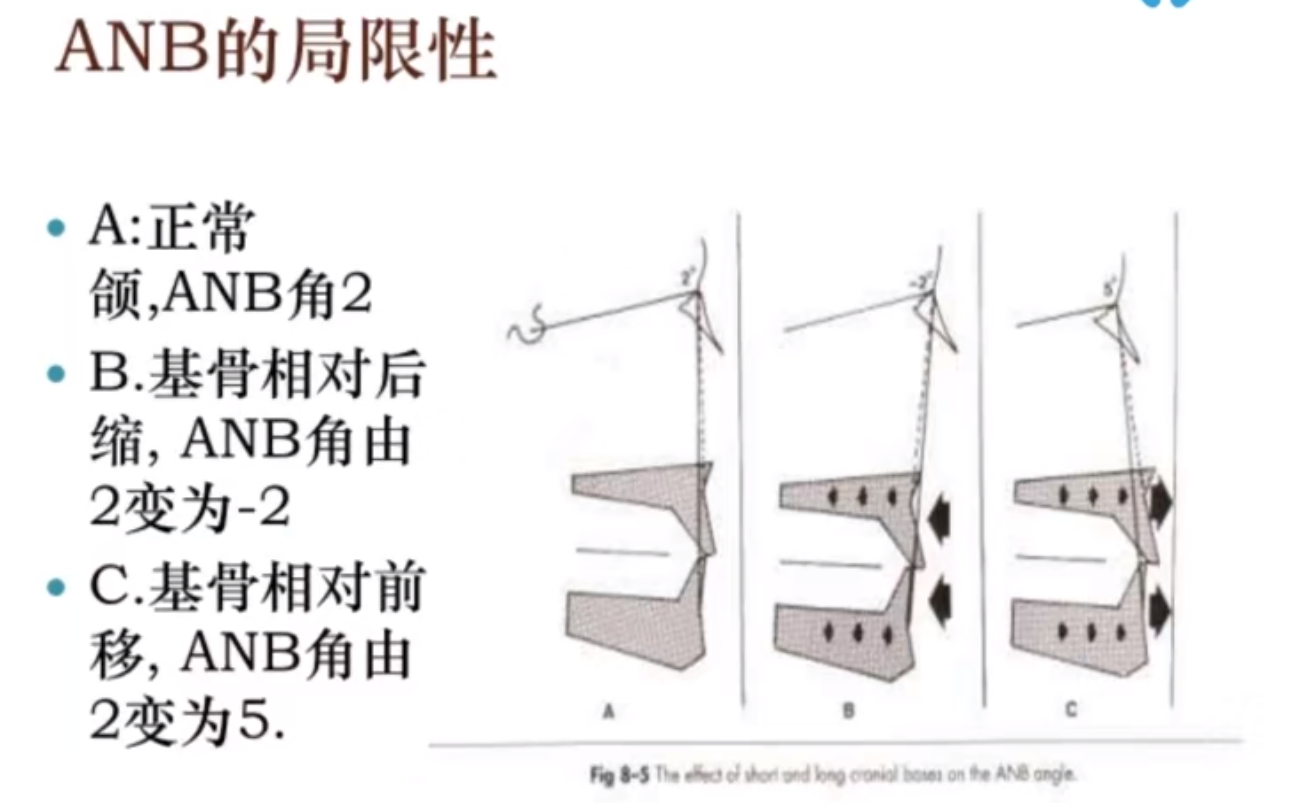 ANB的局限性
A:正常
颌,ANB角2
B.基骨相对后
缩, ANB角由
2变为-2
C.基骨相对前
移, ANB角由
2变为5.
2°
-2°
5°
A
B
C
Fig 8-5 The effect of short and long cranial bases on the ANB angle.